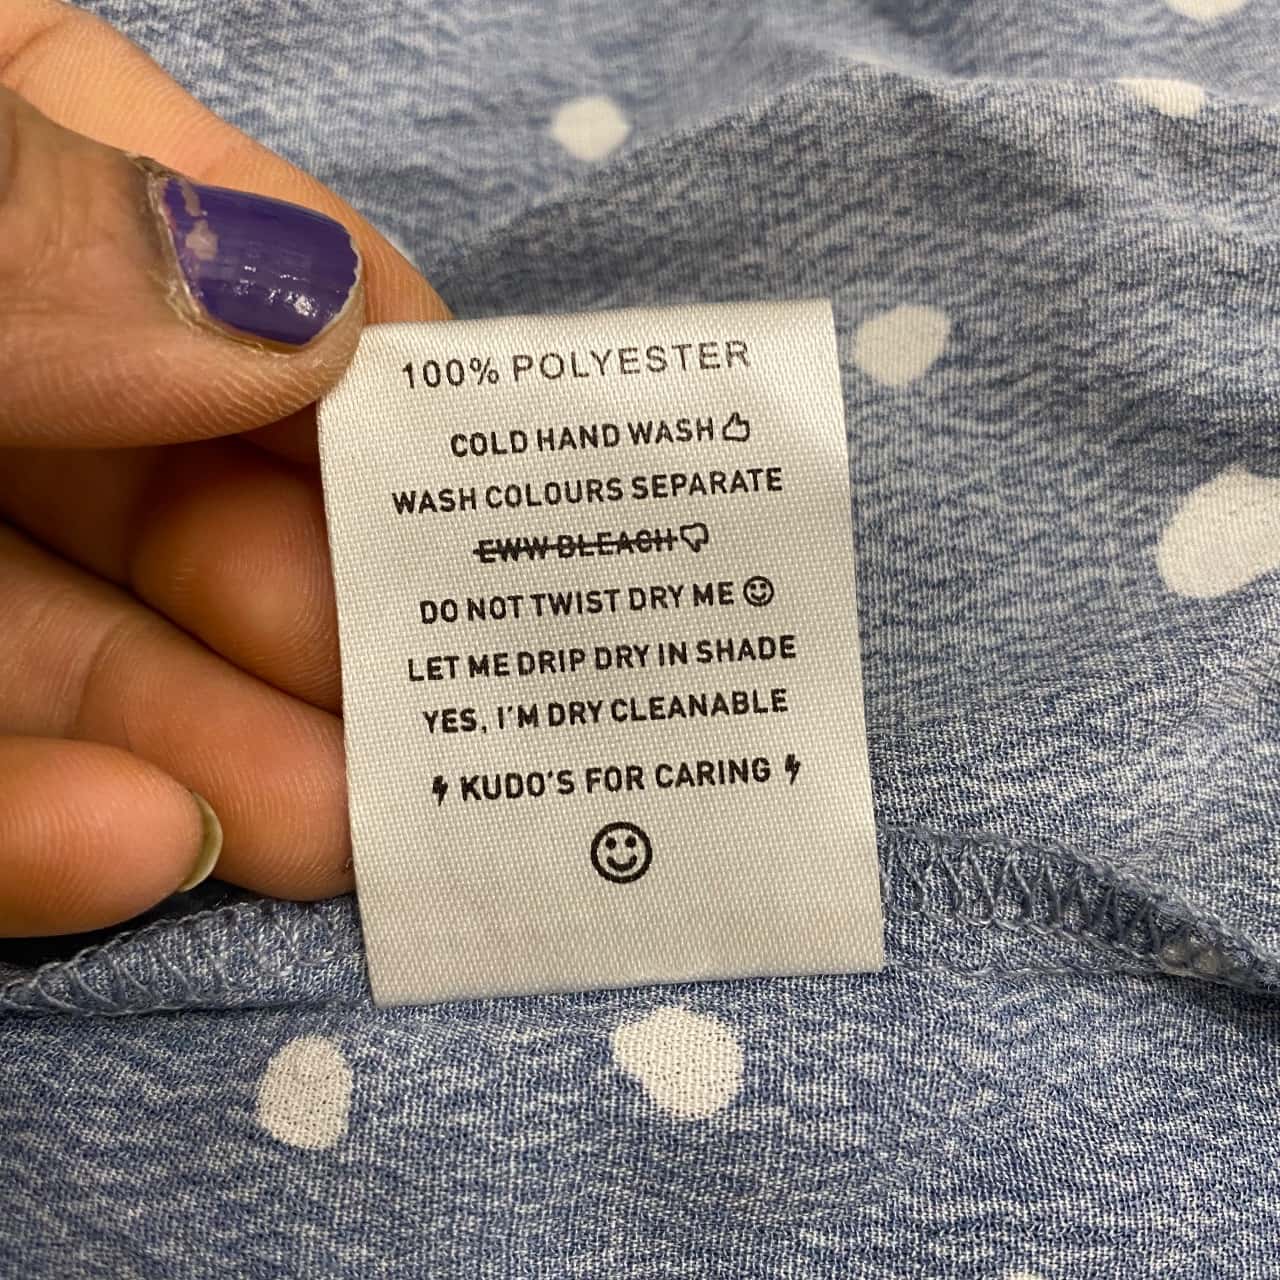 100% POLYESTER
COLD HAND WASH
WASH COLOURS SEPARATE
EWW BLEACH
DO NOT TWIST DRY ME
LET ME DRIP DRY IN SHADE
YES, I'M DRY CLEANABLE
KUDO'S FOR CARING